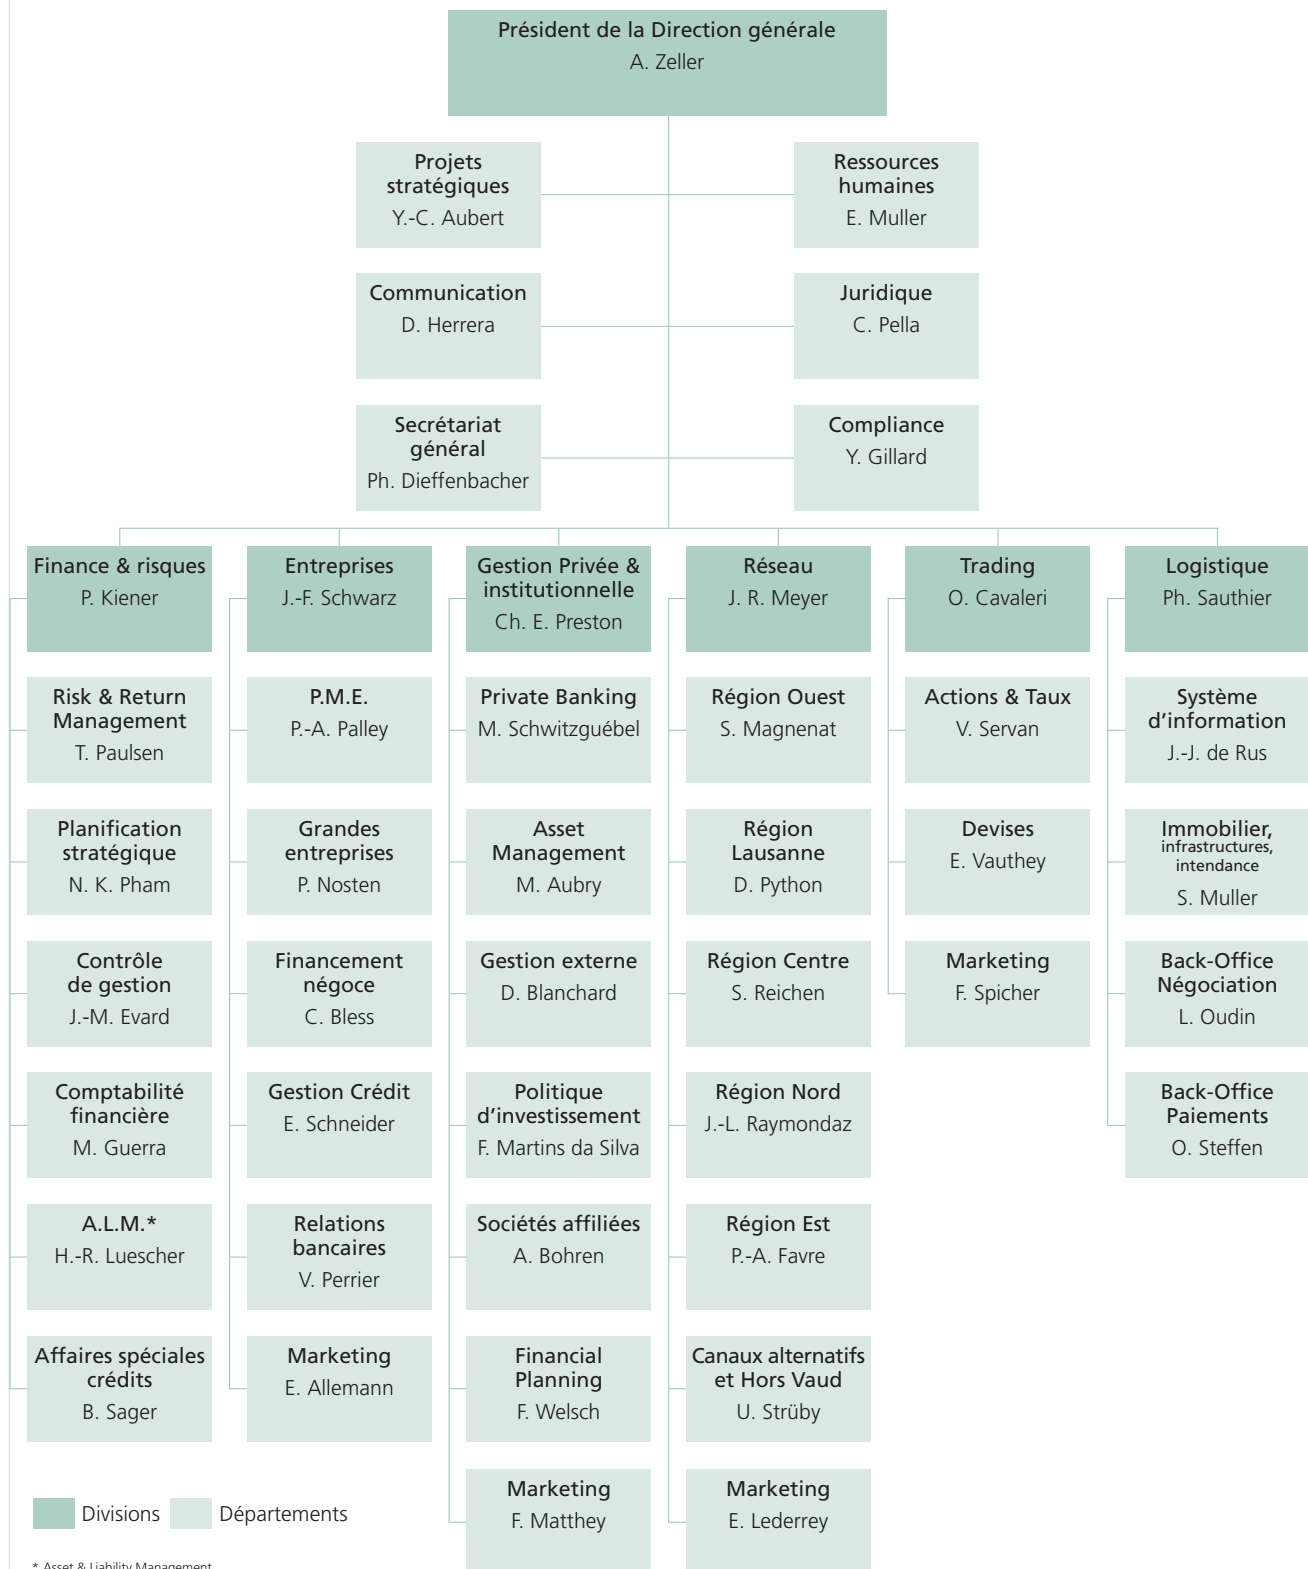 Président de la Direction générale
A. Zeller
Projets
stratégiques
Y.-C. Aubert
Ressources
humaines
E. Muller
Communication
D. Herrera
Juridique
C. Pella
Secrétariat
général
Ph. Dieffenbacher
Compliance
Y. Gillard
Finance & risques
P. Kiener
Risk & Return
Management
T. Paulsen
Planification
stratégique
N. K. Pham
Contrôle
de gestion
J.-M. Evard
Comptabilité
financière
M. Guerra
A.L.M.*
H.-R. Luescher
Affaires spéciales
crédits
B. Sager
Entreprises
J.-F. Schwarz
P.M.E.
P.-A. Palley
Grandes
entreprises
P. Nosten
Financement
négoce
C. Bless
Gestion Crédit
E. Schneider
Relations
bancaires
V. Perrier
Marketing
E. Allemann
Gestion Privée &
institutionnelle
Ch. E. Preston
Private Banking
M. Schwitzguébel
Asset
Management
M. Aubry
Gestion externe
D. Blanchard
Politique
d'investissement
F. Martins da Silva
Sociétés affiliées
A. Bohren
Financial
Planning
F. Welsch
Marketing
F. Matthey
Réseau
J. R. Meyer
Région Ouest
S. Magnenat
Région
Lausanne
D. Python
Région Centre
S. Reichen
Région Nord
J.-L. Raymondaz
Région Est
P.-A. Favre
Canaux alternatifs
et Hors Vaud
U. Strüby
Marketing
E. Lederrey
Trading
O. Cavaleri
Actions & Taux
V. Servan
Devises
E. Vauthey
Marketing
F. Spicher
Logistique
Ph. Sauthier
Système
d'information
J.-J. de Rus
Immobilier,
infrastructures,
intendance
S. Muller
Back-Office
Négociation
L. Oudin
Back-Office
Paiements
O. Steffen
Divisions
Départements
* Asset & Liability Management